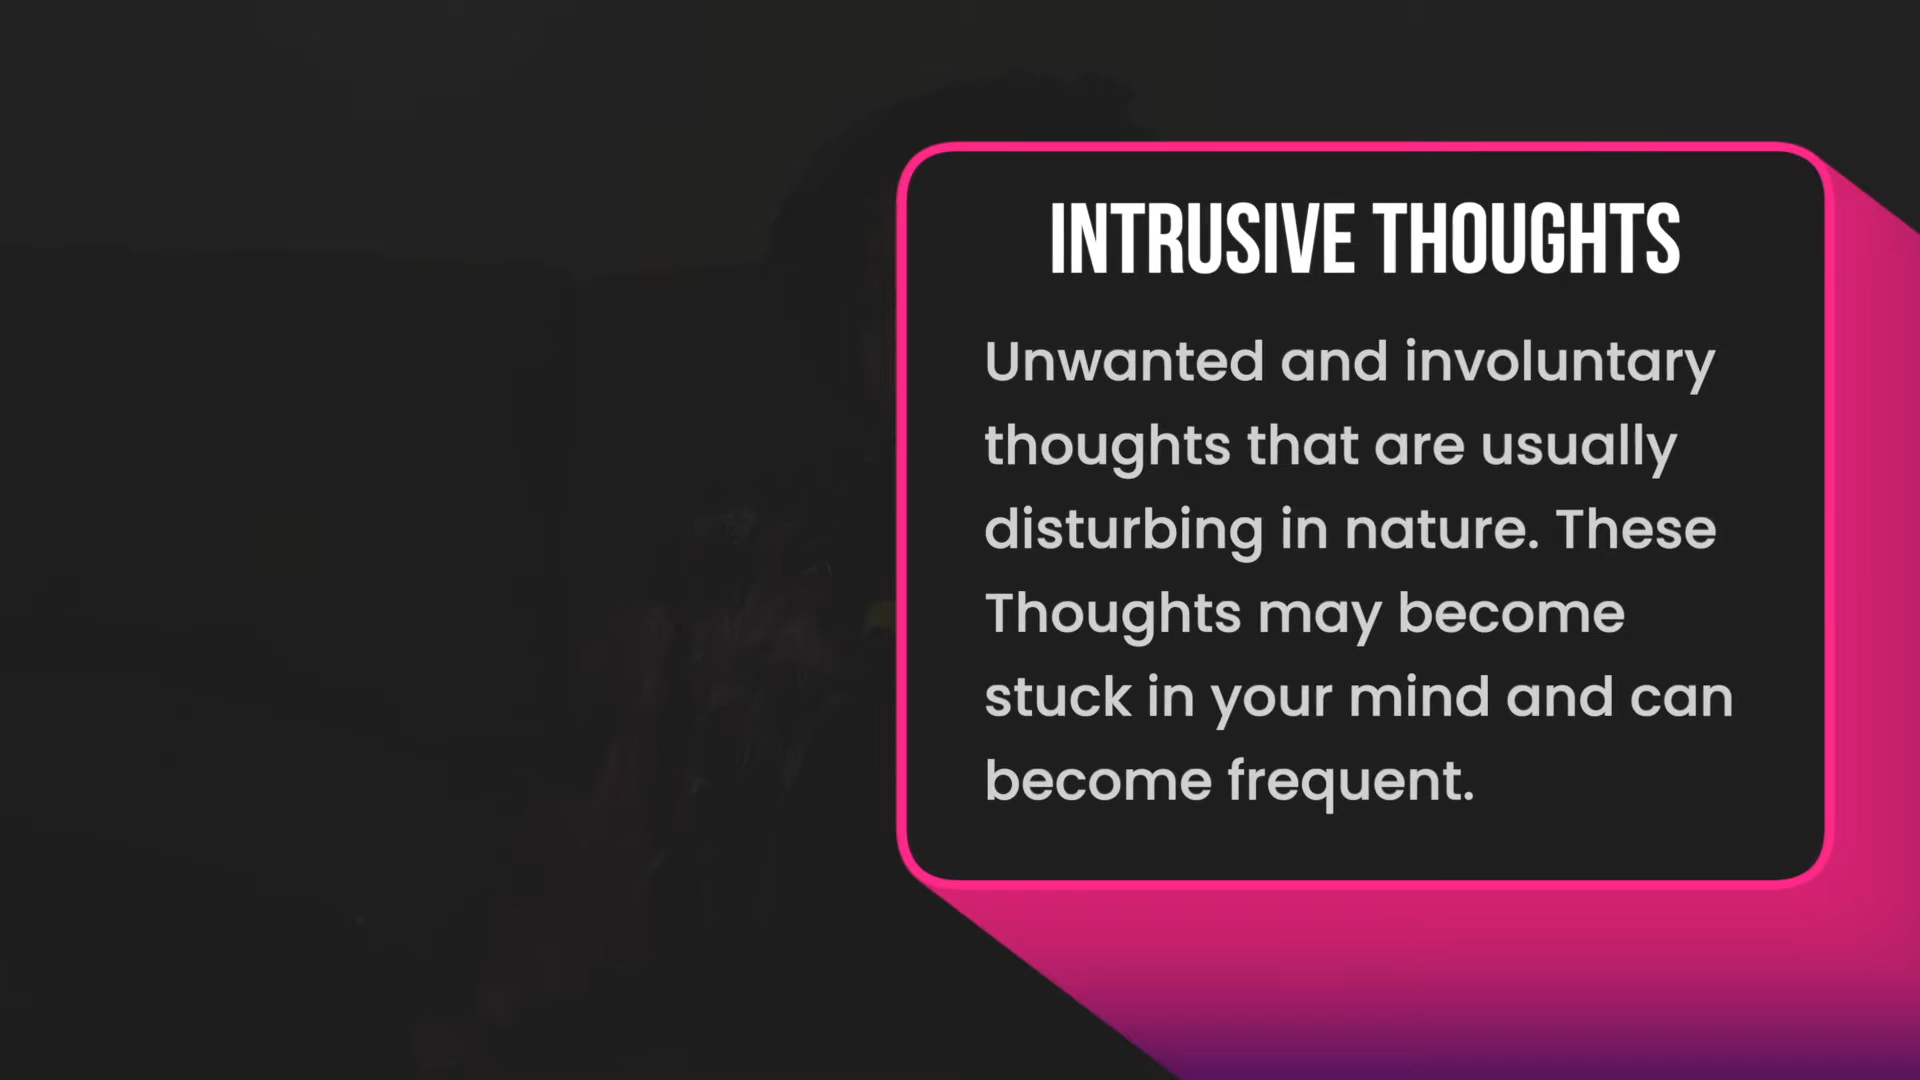 INTRUSIVE THOUGHTS
Unwanted and involuntary
thoughts that are usually
disturbing in nature. These
Thoughts may become
stuck in your mind and can
become frequent.